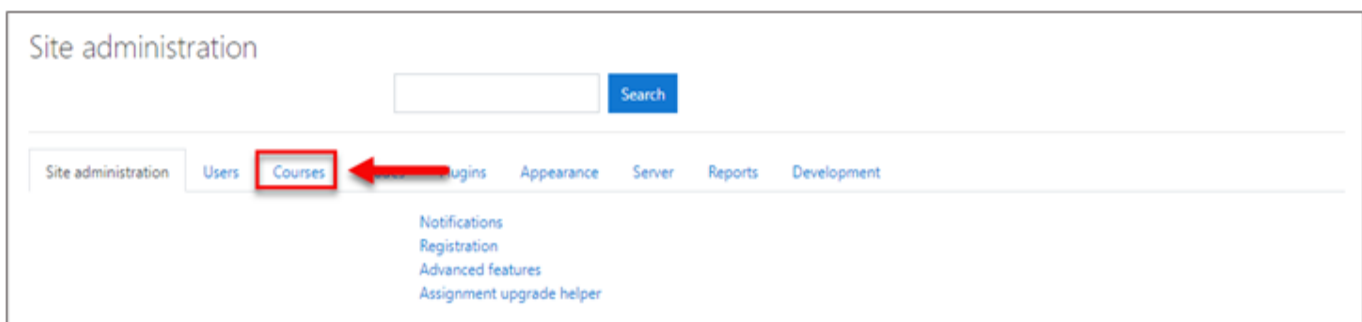 Site administration
Search
Site administration Users Courses Plugins Appearance Server Reports Development
Notifications
Registration
Advanced features
Assignment upgrade helper